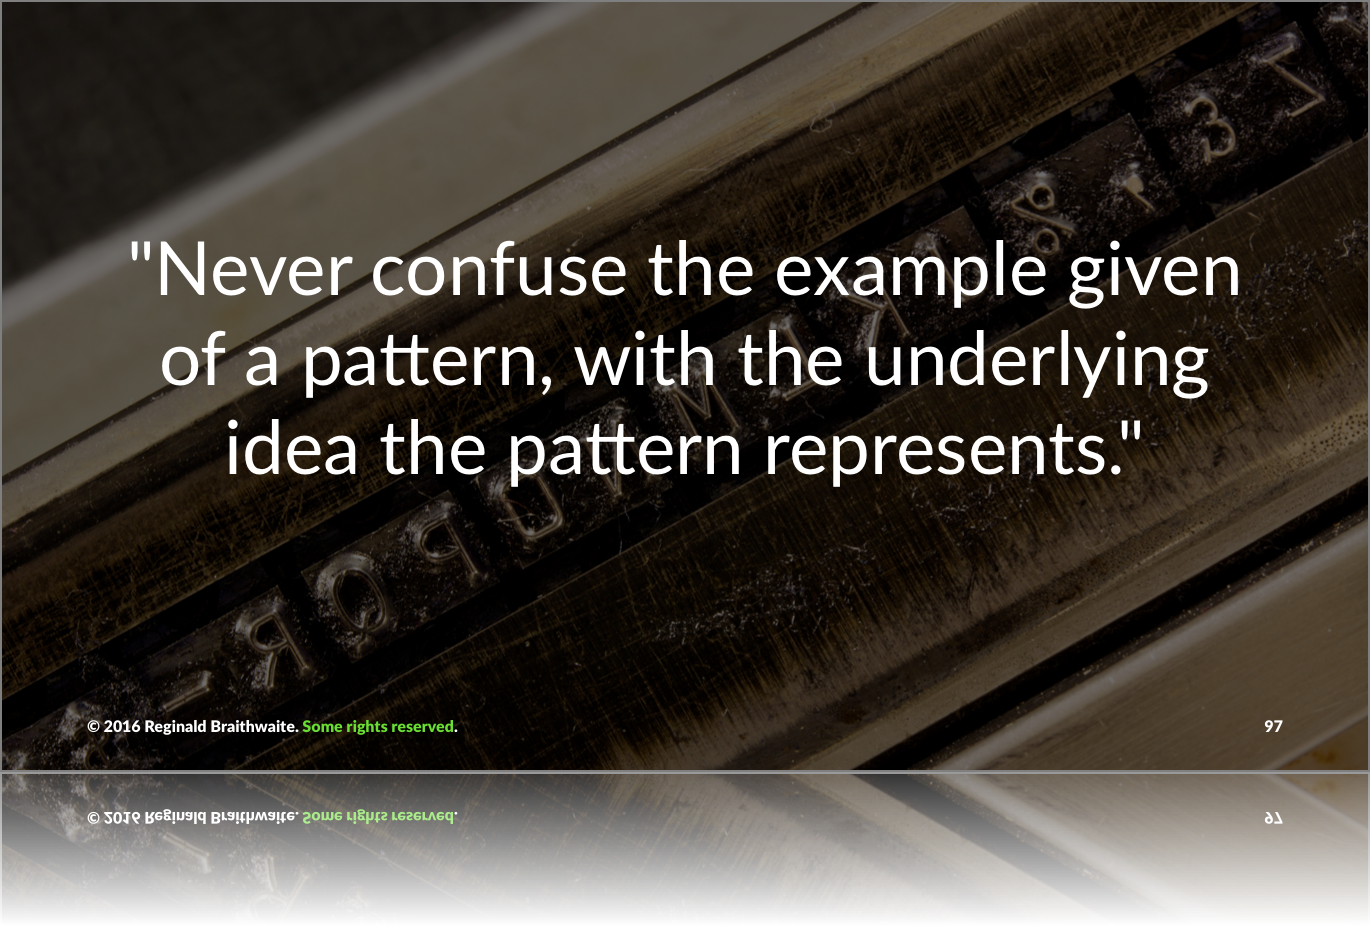 "Never confuse the example given
of a pattern, with the underlying
idea the pattern represents."
© 2016 Reginald Braithwaite. Some rights reserved.
97